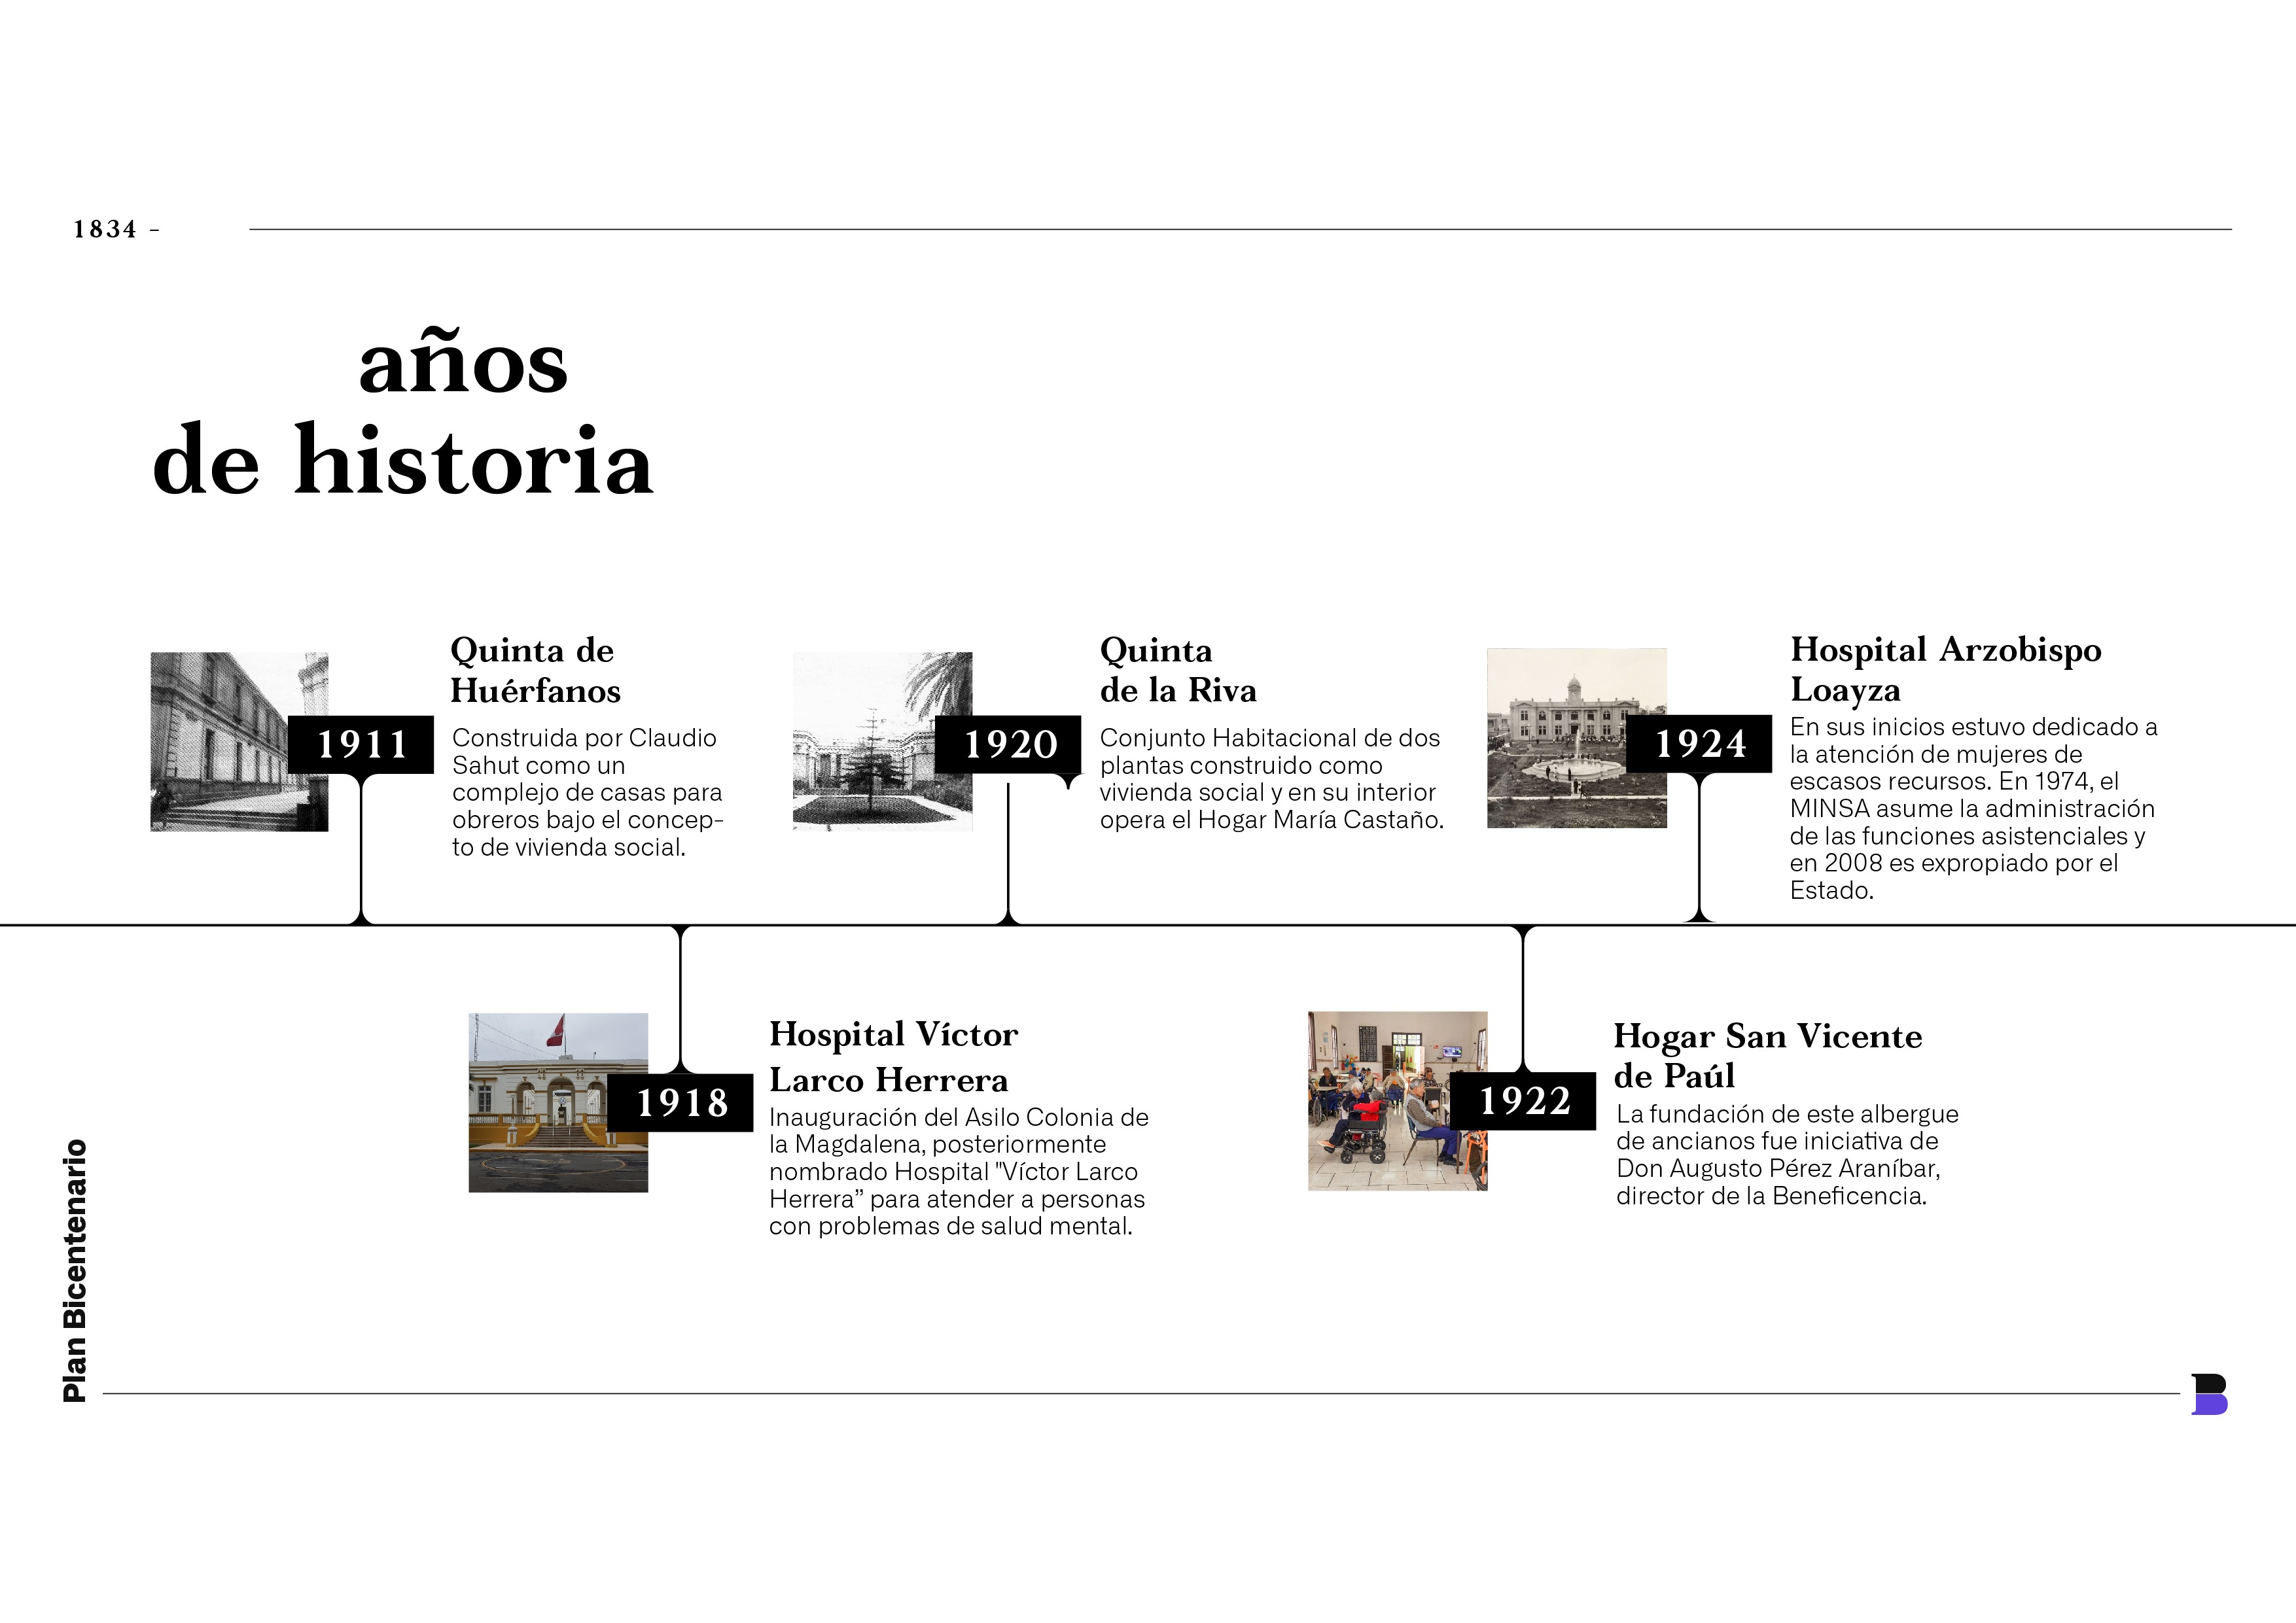 1834 -
años
de historia
Quinta de
Huérfanos
1911
Construida por Claudio
Sahut como un
complejo de casas para
obreros bajo el concep-
to de vivienda social.
Quinta
de la Riva
1920
Conjunto Habitacional de dos
plantas construido como
vivienda social y en su interior
opera el Hogar María Castaño.
Hospital Arzobispo
Loayza
1924
En sus inicios estuvo dedicado a
la atención de mujeres de
escasos recursos. En 1974, el
MINSA asume la administración
de las funciones asistenciales y
en 2008 es expropiado por el
Estado.
Hospital Víctor
Larco Herrera
1918
Inauguración del Asilo Colonia de
la Magdalena, posteriormente
nombrado Hospital "Víctor Larco
Herrera” para atender a personas
con problemas de salud mental.
Hogar San Vicente
de Paúl
1922
La fundación de este albergue
de ancianos fue iniciativa de
Don Augusto Pérez Araníbar,
director de la Beneficencia.
Plan Bicentenario
B